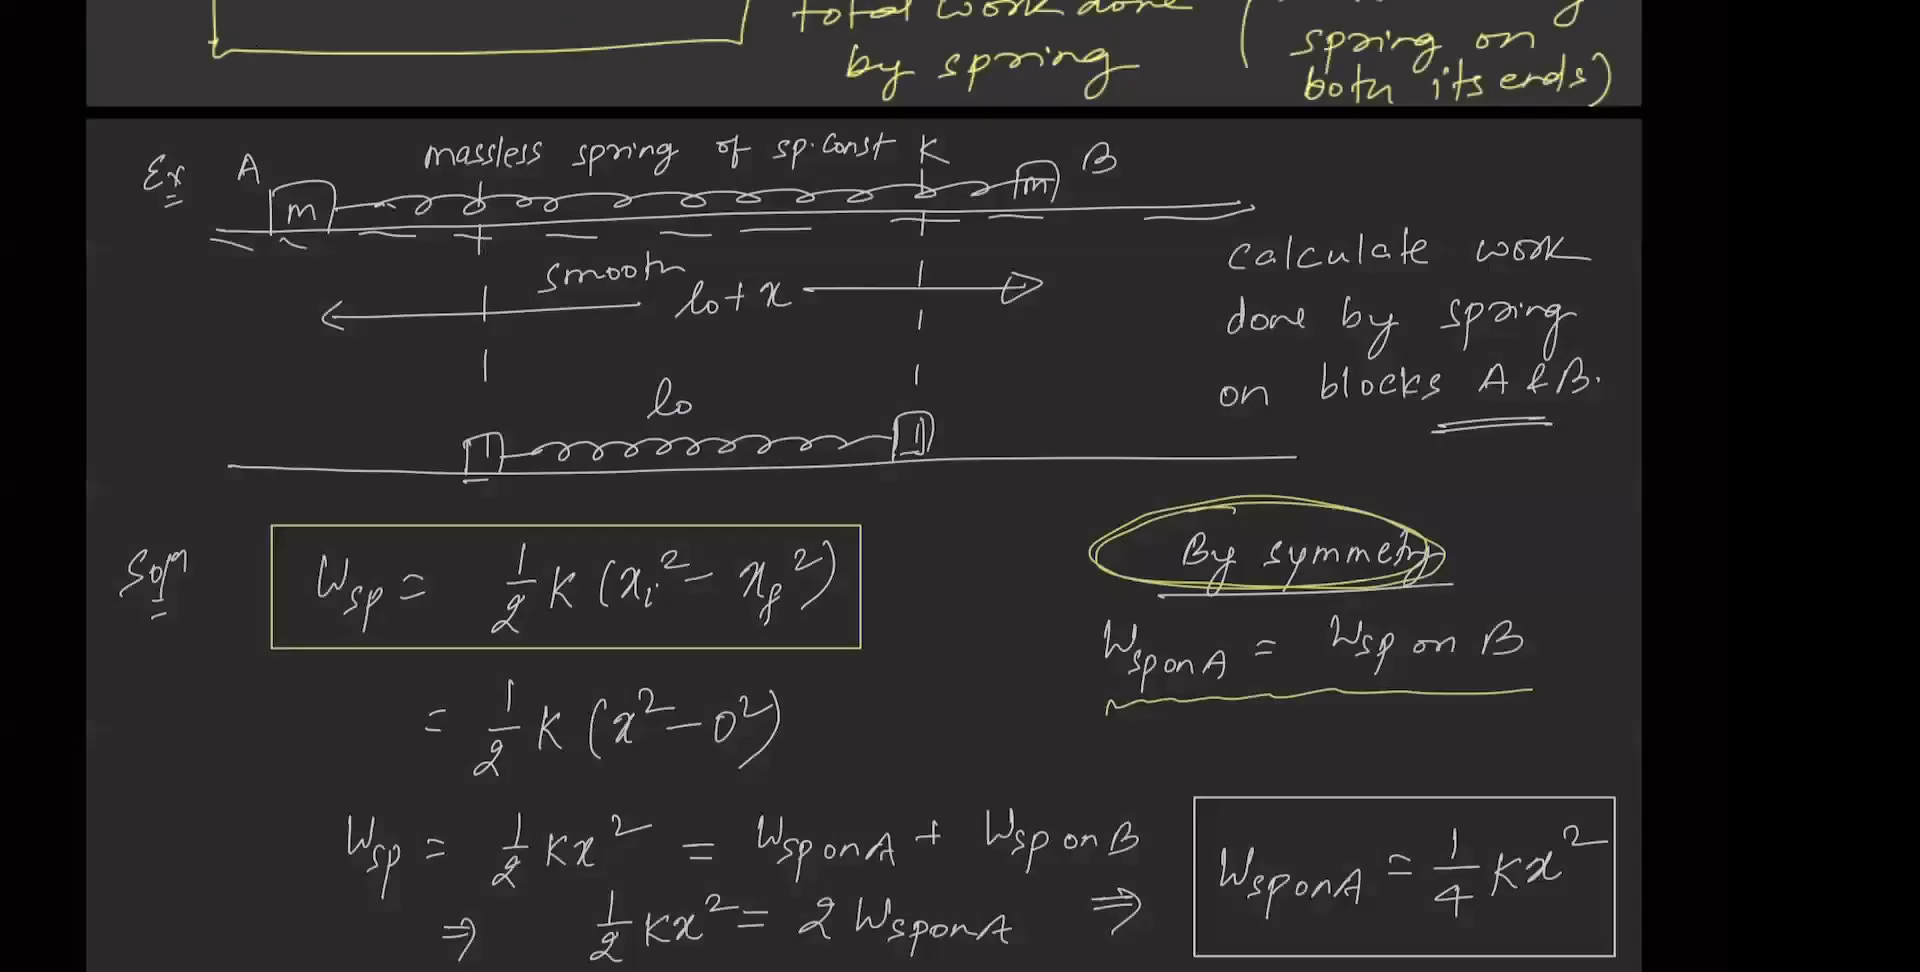 total work done
by spring
spring on
both its ends)
Ex A massless spring of sp. const K B
m m
smooth
lo + x
calculate work
done by spring
on blocks A & B.
lo
Soln
Wsp = 1/2 K (xi² - xf²)
By symmetry
Wsp on A = Wsp on B
= 1/2 K (x² - 0²)
Wsp = 1/2 Kx² = Wsp on A + Wsp on B
⇒ 1/2 Kx² = 2 Wsp on A ⇒ Wsp on A = 1/4 Kx²